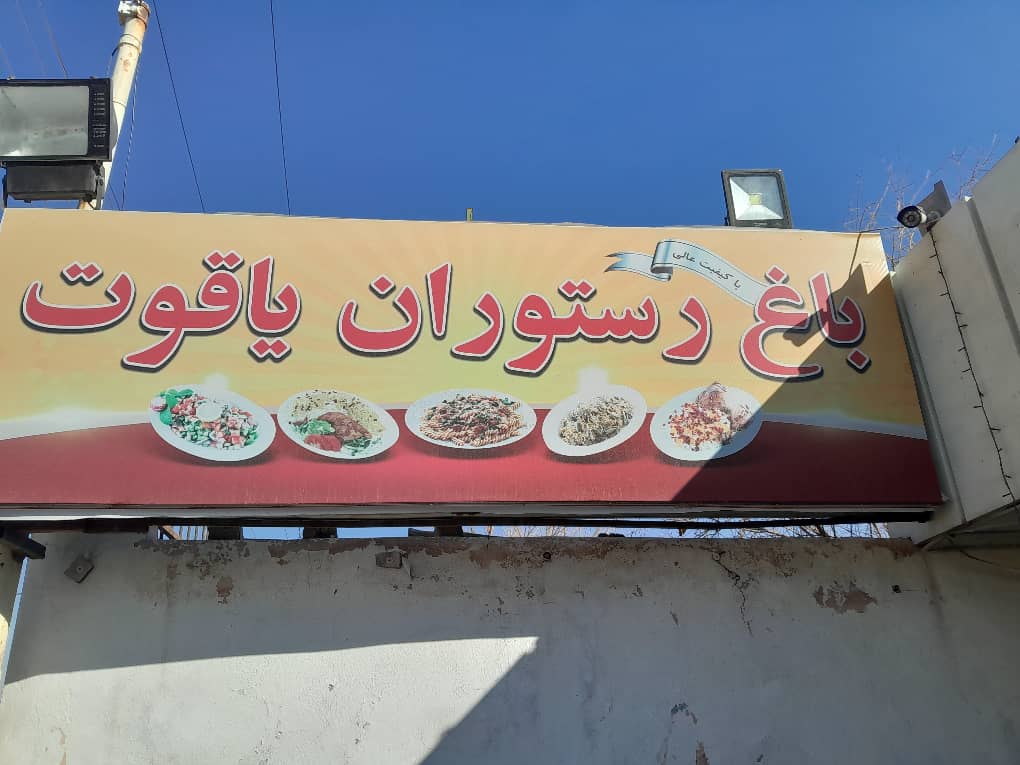 با کیفیت عالی
باغ رستوران یاقوت